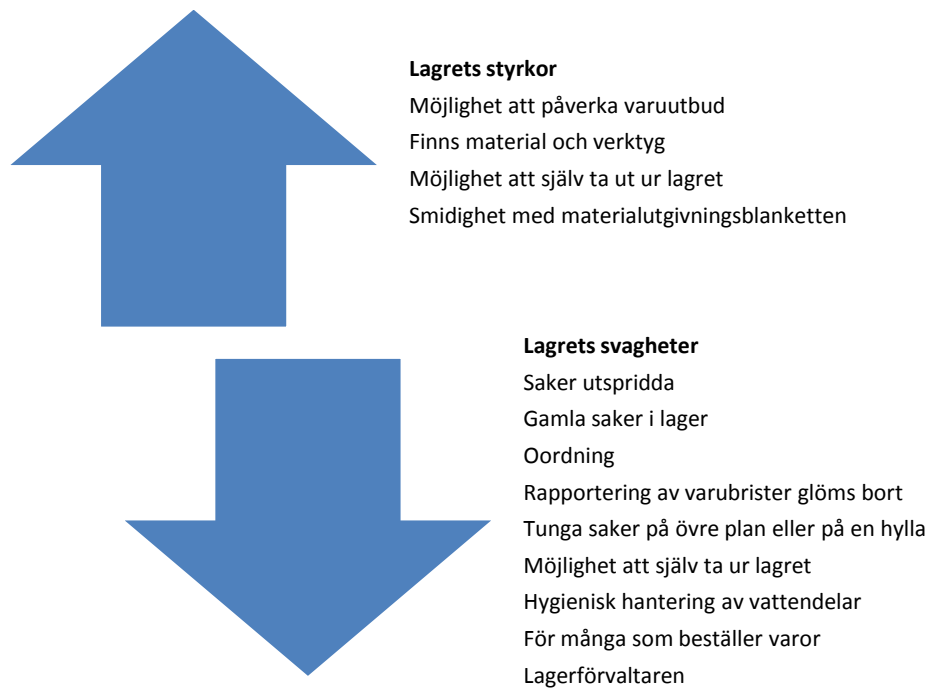 Lagrets styrkor
Möjlighet att påverka varuutbud
Finns material och verktyg
Möjlighet att själv ta ut ur lagret
Smidighet med materialutgivningsblanketten
Lagrets svagheter
Saker utspridda
Gamla saker i lager
Oordning
Rapportering av varubrister glöms bort
Tunga saker på övre plan eller på en hylla
Möjlighet att själv ta ur lagret
Hygienisk hantering av vattendelar
För många som beställer varor
Lagerförvaltaren